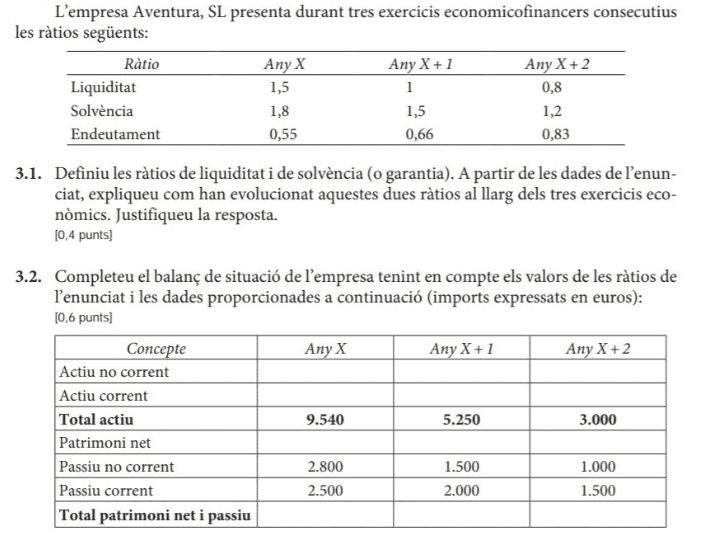 L'empresa Aventura, SL presenta durant tres exercicis economicofinancers consecutius
les ràtios següents:
Ràtio Any X Any X + 1 Any X + 2
Liquiditat 1,5 1 0,8
Solvència 1,8 1,5 1,2
Endeutament 0,55 0,66 0,83
3.1. Definiu les ràtios de liquiditat i de solvència (o garantia). A partir de les dades de l'enun-
ciat, expliqueu com han evolucionat aquestes dues ràtios al llarg dels tres exercicis eco-
nòmics. Justifiqueu la resposta.
[0,4 punts]
3.2. Completeu el balanç de situació de l'empresa tenint en compte els valors de les ràtios de
l'enunciat i les dades proporcionades a continuació (imports expressats en euros):
[0,6 punts]
Concepte Any X Any X + 1 Any X + 2
Actiu no corrent
Actiu corrent
Total actiu 9.540 5.250 3.000
Patrimoni net
Passiu no corrent 2.800 1.500 1.000
Passiu corrent 2.500 2.000 1.500
Total patrimoni net i passiu